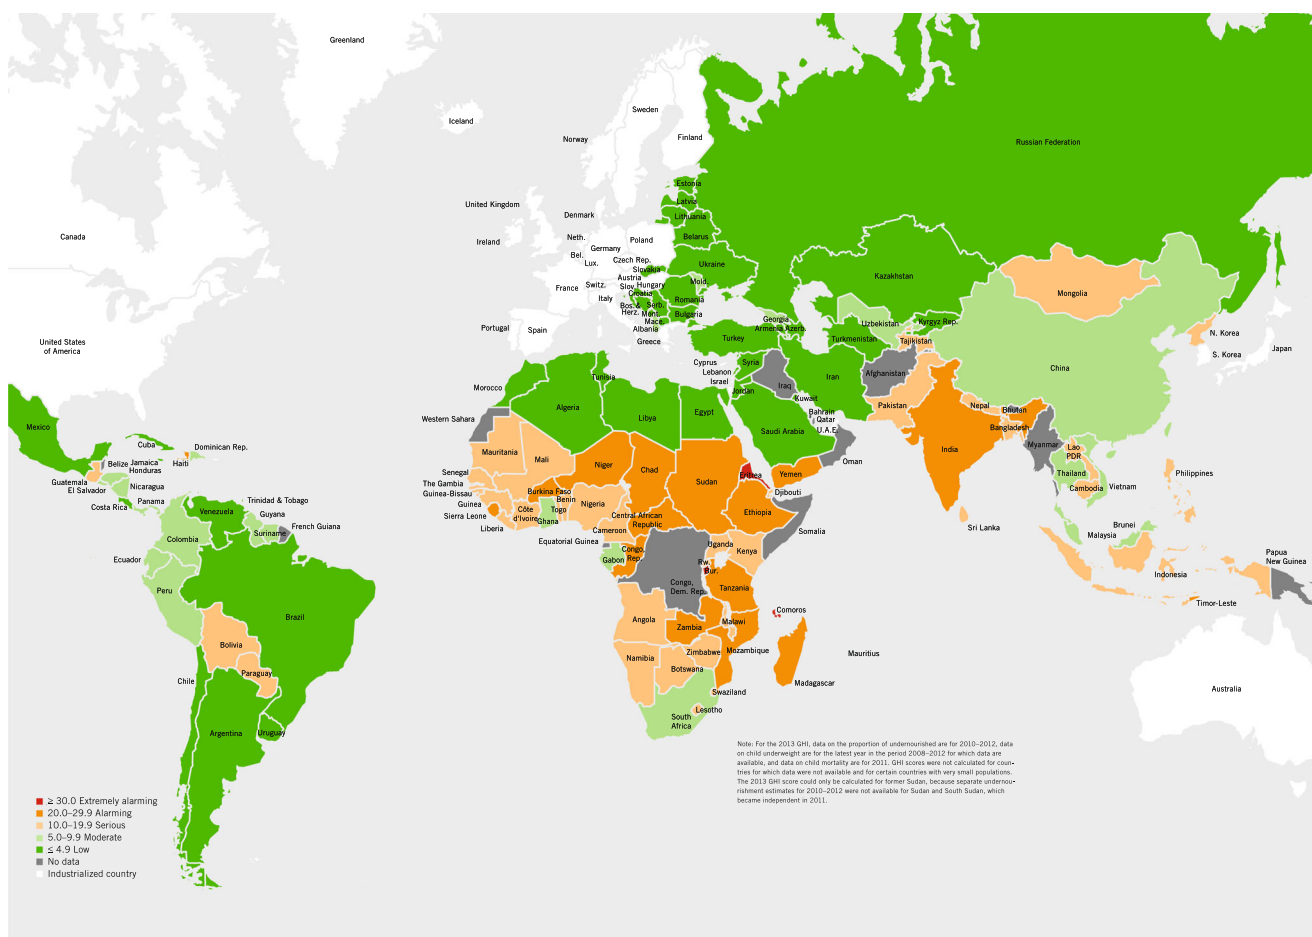 Greenland
Iceland
Sweden
Norway
Finland
Russian Federation
Estonia
Latvia
Lithuania
Belarus
United Kingdom
Denmark
Ireland
Neth.
Germany
Poland
Bel.
Lux.
Czech Rep.
Slovakia
Ukraine
Austria
France
Switz.
Slov.
Hungary
Mold.
Croatia
Italy
Romania
Bos.&
Herz.
Serb.
Mont.
Bulgaria
Mace.
Albania
Portugal
Spain
Greece
Canada
United States
of America
Kazakhstan
Mongolia
Georgia
Armenia
Azerb.
Uzbekistan
Kyrgyz Rep.
Turkey
Turkmenistan
Tajikistan
N. Korea
S. Korea
Japan
China
Cyprus
Lebanon
Israel
Syria
Iraq
Iran
Afghanistan
Jordan
Kuwait
Bahrain
Qatar
U.A.E.
Pakistan
Nepal
Bhutan
Bangladesh
India
Myanmar
Lao
PDR
Thailand
Vietnam
Cambodia
Philippines
Morocco
Tunisia
Algeria
Libya
Egypt
Saudi Arabia
Oman
Yemen
Western Sahara
Mauritania
Mali
Niger
Chad
Sudan
Eritrea
Djibouti
Senegal
The Gambia
Guinea-Bissau
Guinea
Sierra Leone
Liberia
Burkina Faso
Benin
Togo
Côte
d'Ivoire
Ghana
Nigeria
Central African
Republic
Cameroon
Ethiopia
Somalia
Equatorial Guinea
Gabon
Congo,
Rep.
Uganda
Kenya
Rw.
Bur.
Congo,
Dem. Rep.
Tanzania
Comoros
Angola
Zambia
Malawi
Mozambique
Zimbabwe
Namibia
Botswana
Madagascar
Mauritius
Swaziland
Lesotho
South
Africa
Sri Lanka
Brunei
Malaysia
Indonesia
Timor-Leste
Papua
New Guinea
Australia
Mexico
Cuba
Dominican Rep.
Belize
Jamaica
Haiti
Honduras
Guatemala
El Salvador
Nicaragua
Panama
Costa Rica
Trinidad & Tobago
Venezuela
Guyana
Suriname
French Guiana
Colombia
Ecuador
Peru
Brazil
Bolivia
Paraguay
Chile
Argentina
Uruguay
Note: For the 2013 GHI, data on the proportion of undernourished are for 2010–2012, data
on child underweight are for the latest year in the period 2008–2012 for which data are
available, and data on child mortality are for 2011. GHI scores were not calculated for coun-
tries for which data were not available and for certain countries with very small populations.
The 2013 GHI score could only be calculated for former Sudan, because separate undernou-
rishment estimates for 2010–2012 were not available for Sudan and South Sudan, which
became independent in 2011.
≥ 30.0 Extremely alarming
20.0–29.9 Alarming
10.0–19.9 Serious
5.0–9.9 Moderate
≤ 4.9 Low
No data
Industrialized country